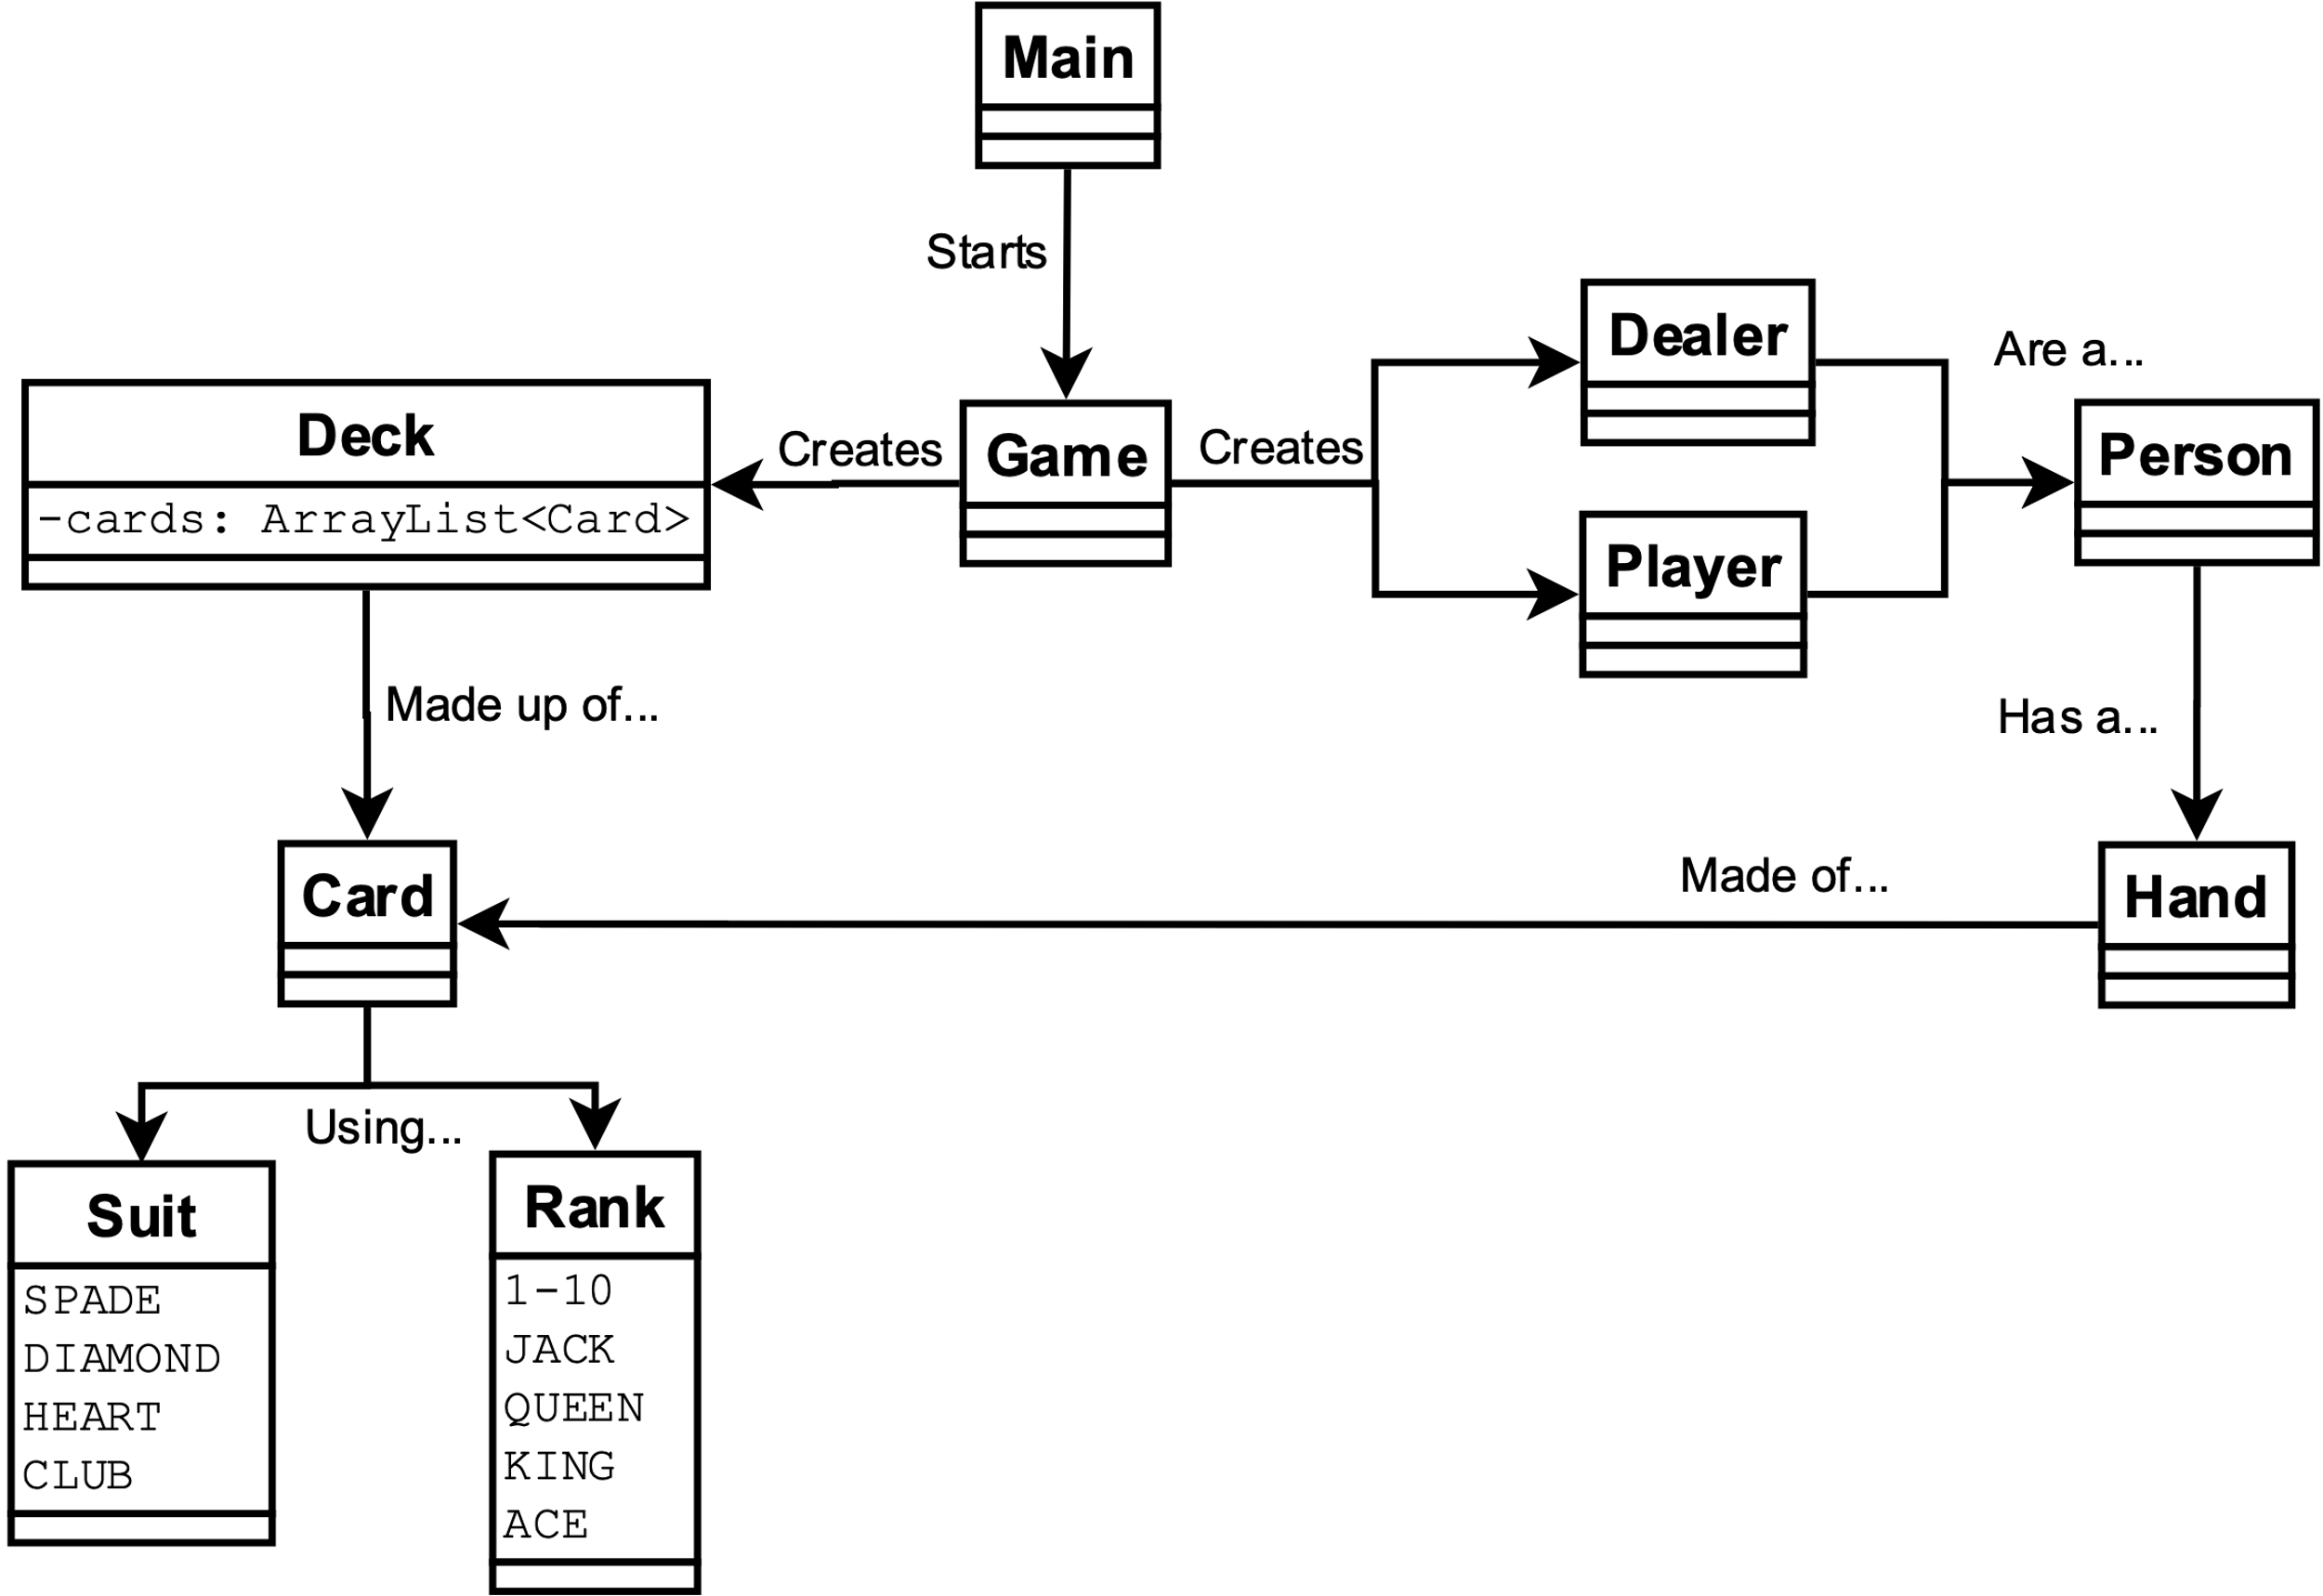 Main
Starts
Dealer
Are a...
Deck
-cards: ArrayList<Card>
Creates
Game
Creates
Person
Player
Made up of...
Has a...
Card
Made of...
Hand
Using...
Suit
SPADE
DIAMOND
HEART
CLUB
Rank
1-10
JACK
QUEEN
KING
ACE